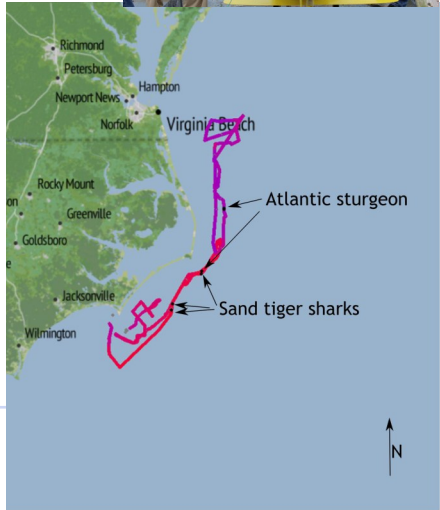 Richmond
Petersburg
Hampton
Newport News
Norfolk
Virginia Beach
Atlantic sturgeon
Rocky Mount
on
Greenville
Goldsboro
e
Jacksonville
Sand tiger sharks
Wilmington
N